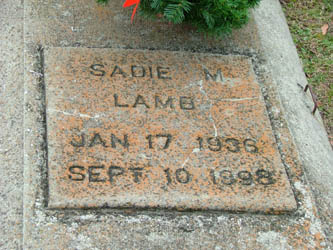 SADIE M
LAMB
JAN 17 1936
SEPT 10, 1998